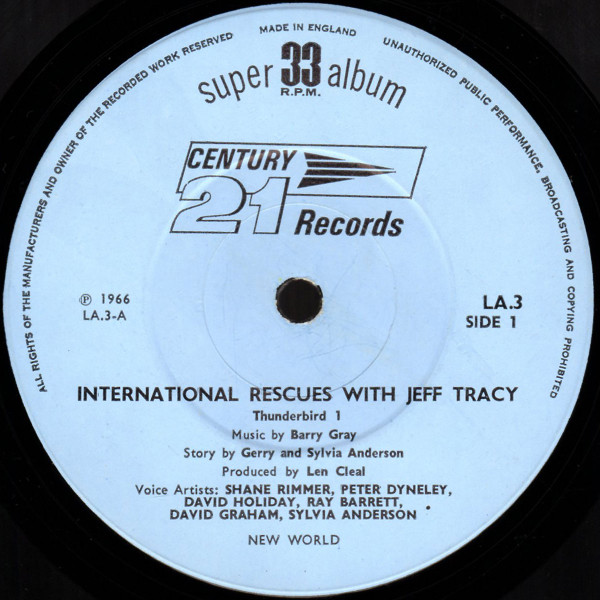 ALL RIGHTS OF THE MANUFACTURERS AND OWNER OF THE RECORDED WORK RESERVED
MADE IN ENGLAND
UNAUTHORIZED PUBLIC PERFORMANCE, BROADCASTING AND COPYING PROHIBITED
super 33 album
R.P.M.
CENTURY
21 Records
℗ 1966
LA.3-A
LA.3
SIDE 1
INTERNATIONAL RESCUES WITH JEFF TRACY
Thunderbird 1
Music by Barry Gray
Story by Gerry and Sylvia Anderson
Produced by Len Cleal
Voice Artists: SHANE RIMMER, PETER DYNELEY,
DAVID HOLIDAY, RAY BARRETT,
DAVID GRAHAM, SYLVIA ANDERSON
NEW WORLD